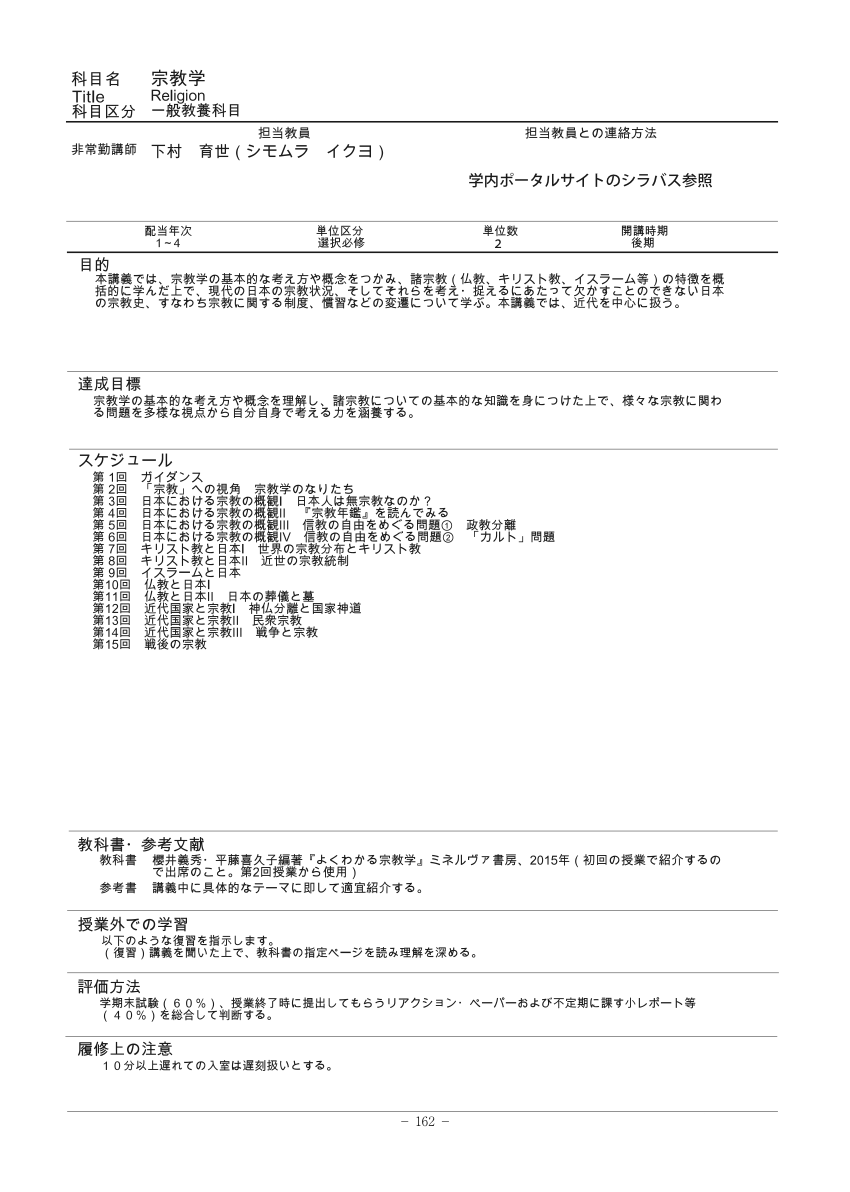 科目名　宗教学
Title　Religion
科目区分　一般教養科目
担当教員　担当教員との連絡方法
非常勤講師　下村　育世(シモムラ　イクヨ)
学内ポータルサイトのシラバス参照
配当年次　単位区分　単位数　開講時期
1~4　選択必修　2　後期
目的
本講義では、宗教学の基本的な考え方や概念をつかみ、諸宗教(仏教、キリスト教、イスラーム等)の特徴を概
括的に学んだ上で、現代の日本の宗教状況、そしてそれらを考え・捉えるにあたって欠かすことのできない日本
の宗教史、すなわち宗教に関する制度、慣習などの変遷について学ぶ。本講義では、近代を中心に扱う。
達成目標
宗教学の基本的な考え方や概念を理解し、諸宗教についての基本的な知識を身につけた上で、様々な宗教に関わ
る問題を多様な視点から自分自身で考える力を涵養する。
スケジュール
第 1回　ガイダンス
第 2回　「宗教」への視角　宗教学のなりたち
第 3回　日本における宗教の概観I　日本人は無宗教なのか?
第 4回　日本における宗教の概観II　『宗教年鑑』を読んでみる
第 5回　日本における宗教の概観III　信教の自由をめぐる問題①　政教分離
第 6回　日本における宗教の概観IV　信教の自由をめぐる問題②　「カルト」問題
第 7回　キリスト教と日本I　世界の宗教分布とキリスト教
第 8回　キリスト教と日本II　近世の宗教統制
第 9回　イスラームと日本
第10回　仏教と日本I
第11回　仏教と日本II　日本の葬儀と墓
第12回　近代国家と宗教I　神仏分離と国家神道
第13回　近代国家と宗教II　民衆宗教
第14回　近代国家と宗教III　戦争と宗教
第15回　戦後の宗教
教科書・参考文献
教科書　櫻井義秀・平藤喜久子編著『よくわかる宗教学』ミネルヴァ書房、2015年(初回の授業で紹介するの
で出席のこと。第2回授業から使用)
参考書　講義中に具体的なテーマに即して適宜紹介する。
授業外での学習
以下のような復習を指示します。
(復習)講義を聞いた上で、教科書の指定ページを読み理解を深める。
評価方法
学期末試験(60%)、授業終了時に提出してもらうリアクション・ペーパーおよび不定期に課す小レポート等
(40%)を総合して判断する。
履修上の注意
10分以上遅れての入室は遅刻扱いとする。
− 162 −